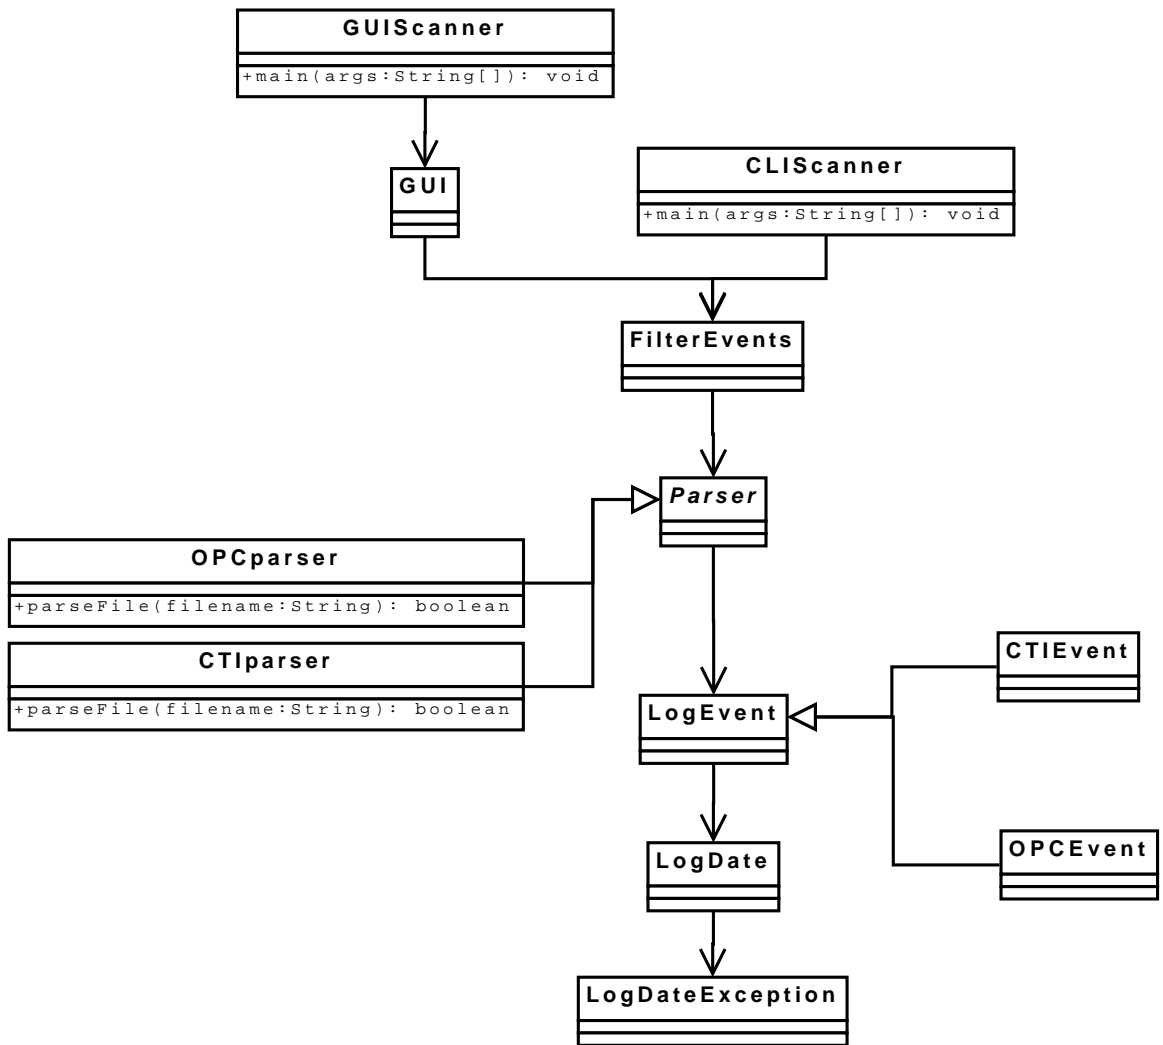 GUIScanner
+main(args:String[]): void
GUI
CLIScanner
+main(args:String[]): void
FilterEvents
Parser
OPCparser
+parseFile(filename:String): boolean
CTIparser
+parseFile(filename:String): boolean
CTIEvent
LogEvent
OPCEvent
LogDate
LogDateException